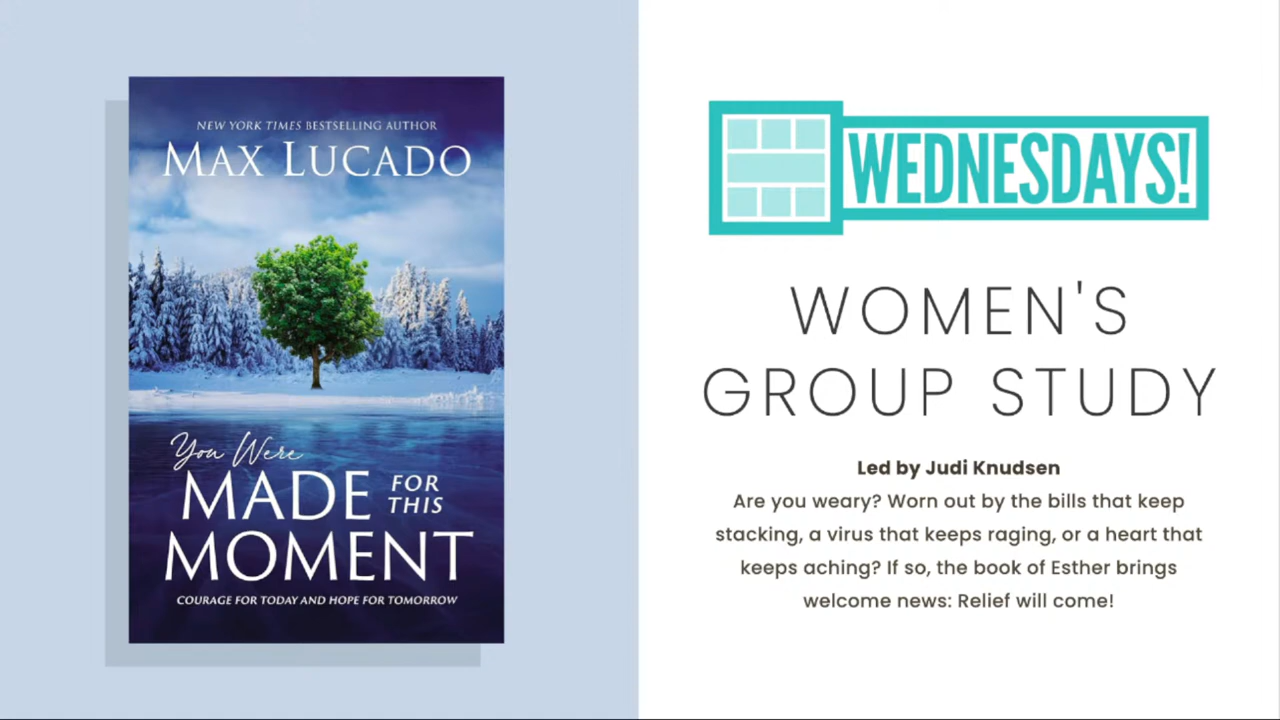 NEW YORK TIMES BESTSELLING AUTHOR
MAX LUCADO
You Were
MADE FOR THIS
MOMENT
COURAGE FOR TODAY AND HOPE FOR TOMORROW
WEDNESDAYS!
WOMEN'S
GROUP STUDY
Led by Judi Knudsen
Are you weary? Worn out by the bills that keep
stacking, a virus that keeps raging, or a heart that
keeps aching? If so, the book of Esther brings
welcome news: Relief will come!